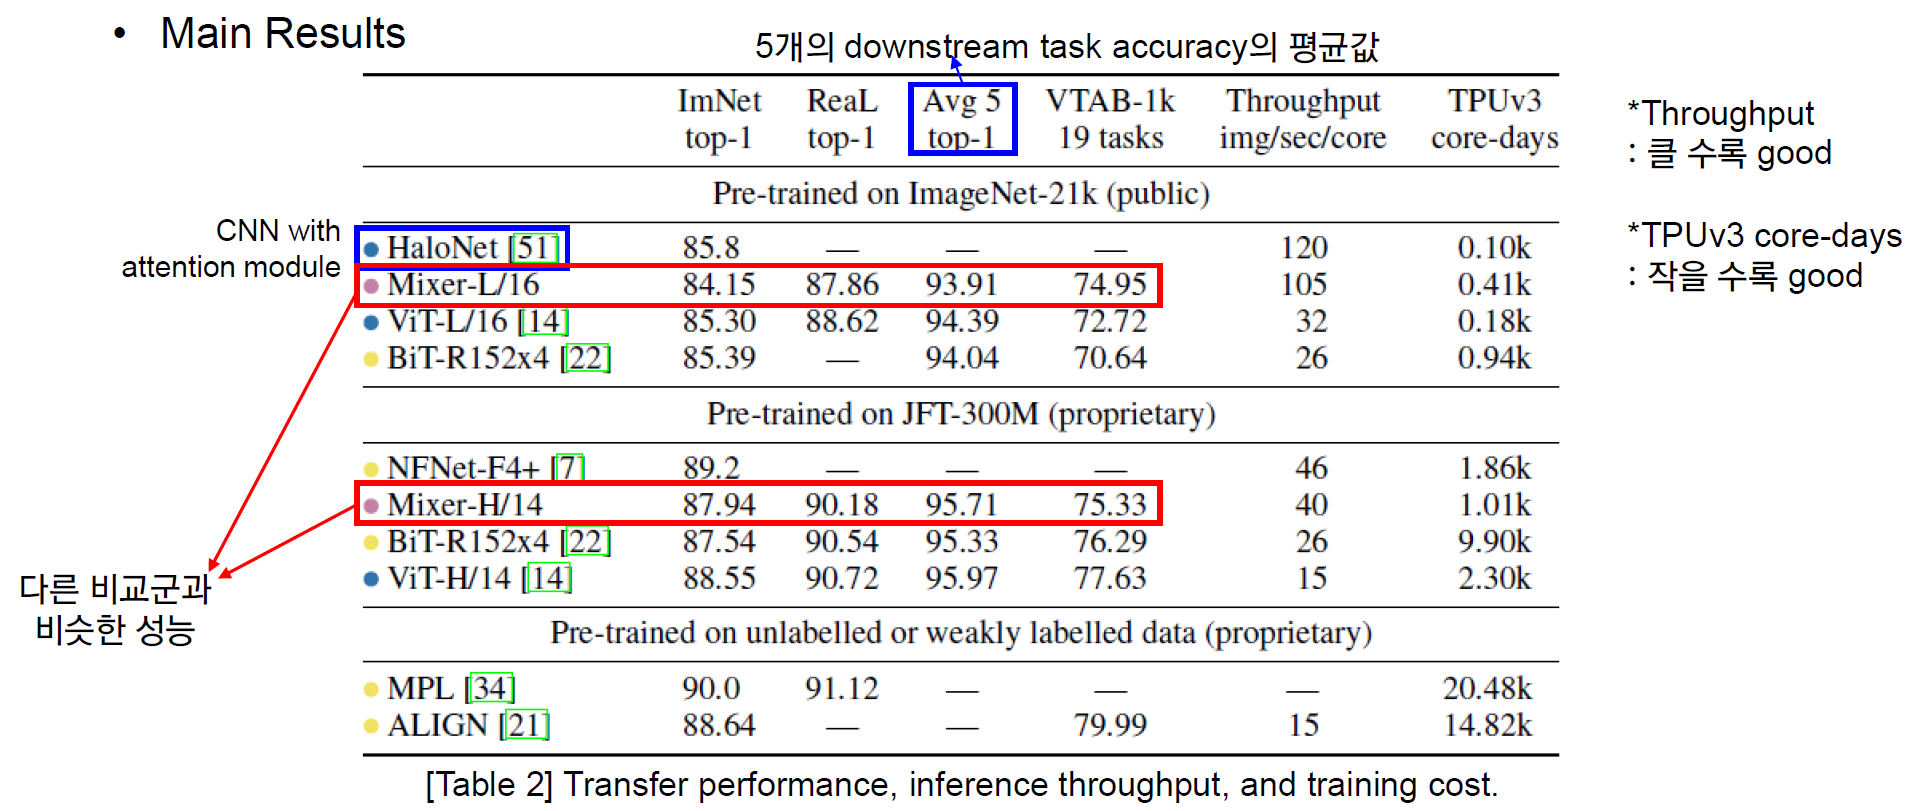 • Main Results
5개의 downstream task accuracy의 평균값
ImNet ReaL Avg 5 VTAB-1k Throughput TPUv3
top-1 top-1 top-1 19 tasks img/sec/core core-days
Pre-trained on ImageNet-21k (public)
HaloNet [51] 85.8 — — — 120 0.10k
Mixer-L/16 84.15 87.86 93.91 74.95 105 0.41k
ViT-L/16 [14] 85.30 88.62 94.39 72.72 32 0.18k
BiT-R152x4 [22] 85.39 — 94.04 70.64 26 0.94k
Pre-trained on JFT-300M (proprietary)
NFNet-F4+ [7] 89.2 — — — 46 1.86k
Mixer-H/14 87.94 90.18 95.71 75.33 40 1.01k
BiT-R152x4 [22] 87.54 90.54 95.33 76.29 26 9.90k
ViT-H/14 [14] 88.55 90.72 95.97 77.63 15 2.30k
Pre-trained on unlabelled or weakly labelled data (proprietary)
MPL [34] 90.0 91.12 — — — 20.48k
ALIGN [21] 88.64 — — 79.99 15 14.82k
[Table 2] Transfer performance, inference throughput, and training cost.
CNN with
attention module
다른 비교군과
비슷한 성능
*Throughput
: 클 수록 good
*TPUv3 core-days
: 작을 수록 good